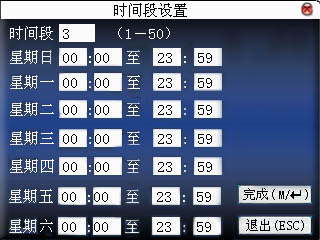 时间段设置
时间段 3 (1-50)
星期日 00:00 至 23:59
星期一 00:00 至 23:59
星期二 00:00 至 23:59
星期三 00:00 至 23:59
星期四 00:00 至 23:59
星期五 00:00 至 23:59 完成(M/↵)
星期六 00:00 至 23:59 退出(ESC)